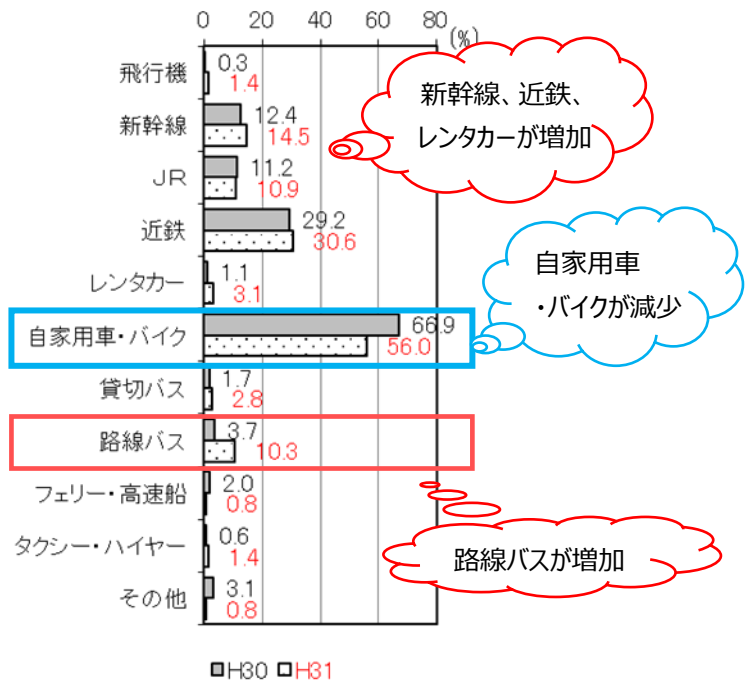 0 20 40 60 80
(%)
飛行機 0.3
1.4
新幹線 12.4
14.5
JR 11.2
10.9
近鉄 29.2
30.6
レンタカー 1.1
3.1
自家用車・バイク 66.9
56.0
貸切バス 1.7
2.8
路線バス 3.7
10.3
フェリー・高速船 2.0
0.8
タクシー・ハイヤー 0.6
1.4
その他 3.1
0.8
H30 H31
新幹線、近鉄、
レンタカーが増加
自家用車
・バイクが減少
路線バスが増加